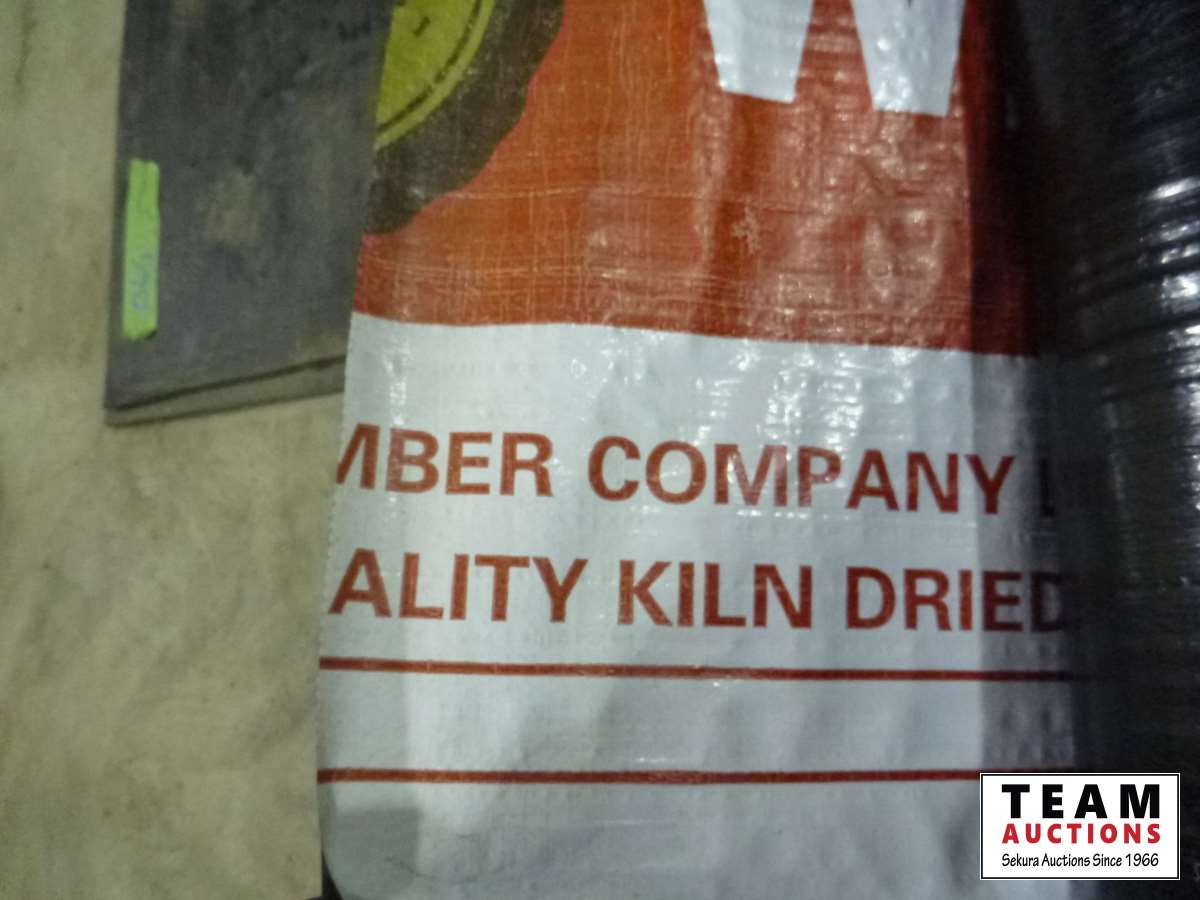 W
MBER COMPANY L
ALITY KILN DRIED
TEAM
AUCTIONS
Sekura Auctions Since 1966